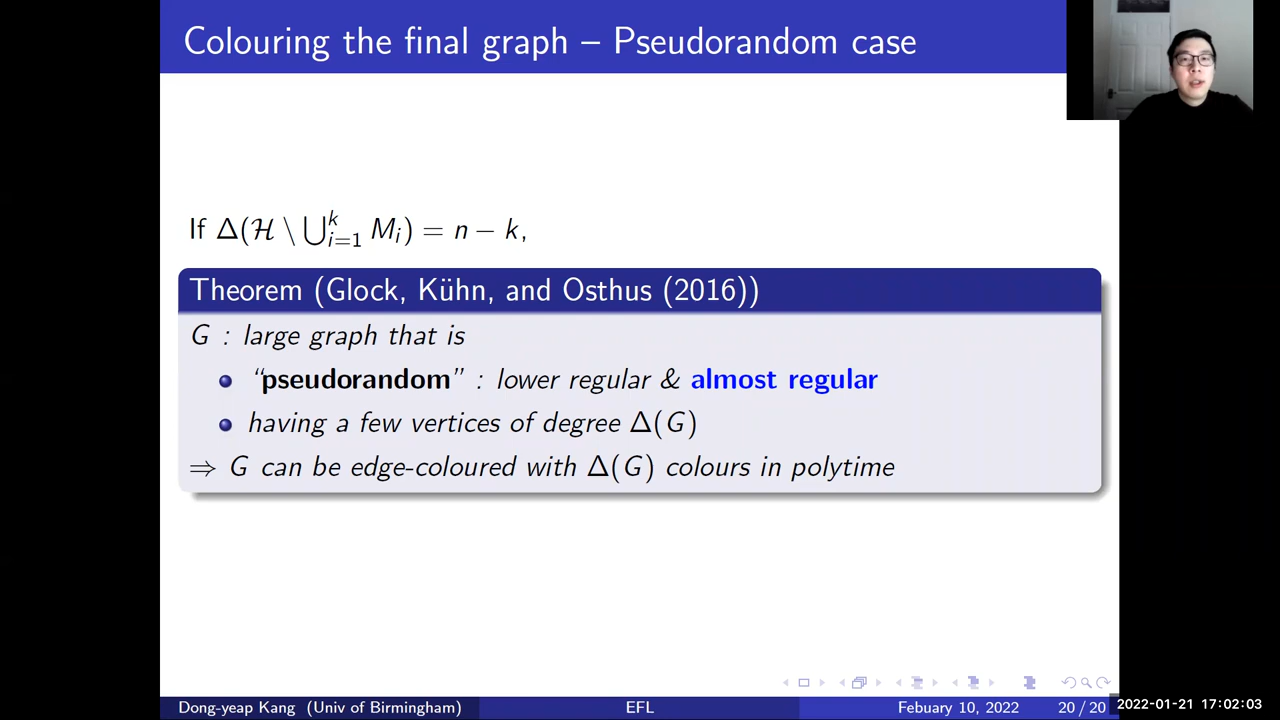 Colouring the final graph – Pseudorandom case
If Δ(ℋ \ ⋃ᵏᵢ₌₁ Mᵢ) = n − k,
Theorem (Glock, Kühn, and Osthus (2016))
G : large graph that is
“pseudorandom” : lower regular & almost regular
having a few vertices of degree Δ(G)
⇒ G can be edge-coloured with Δ(G) colours in polytime
Dong-yeap Kang (Univ of Birmingham) EFL Febuary 10, 2022 20 / 20
2022-01-21 17:02:03